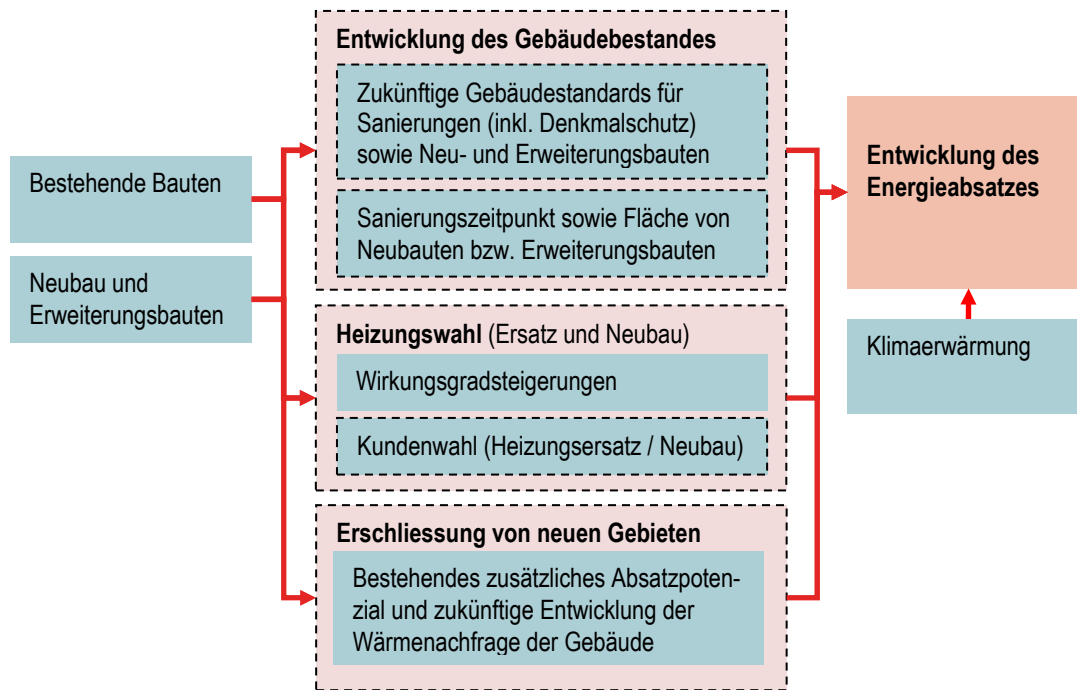 Bestehende Bauten
Neubau und
Erweiterungsbauten
Entwicklung des Gebäudebestandes
Zukünftige Gebäudestandards für
Sanierungen (inkl. Denkmalschutz)
sowie Neu- und Erweiterungsbauten
Sanierungszeitpunkt sowie Fläche von
Neubauten bzw. Erweiterungsbauten
Heizungswahl (Ersatz und Neubau)
Wirkungsgradsteigerungen
Kundenwahl (Heizungsersatz / Neubau)
Erschliessung von neuen Gebieten
Bestehendes zusätzliches Absatzpoten-
zial und zukünftige Entwicklung der
Wärmenachfrage der Gebäude
Entwicklung des
Energieabsatzes
Klimaerwärmung